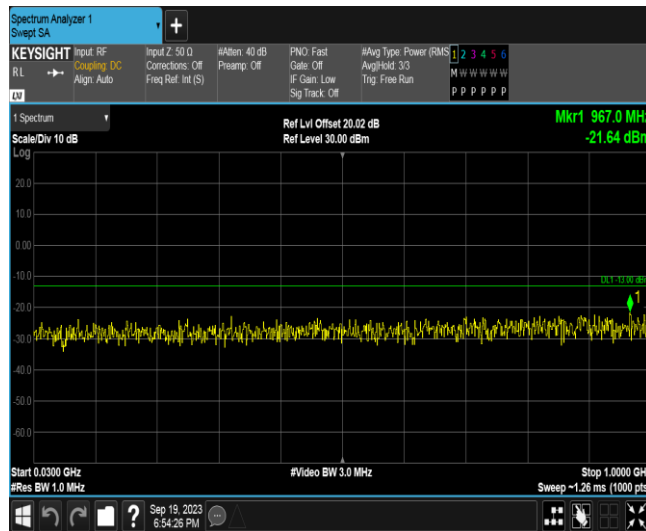 Spectrum Analyzer 1
Swept SA
+
KEYSIGHT
RL
LXI
Input: RF
Coupling: DC
Align: Auto
Input Z: 50 Ω
Corrections: Off
Freq Ref: Int (S)
#Atten: 40 dB
Preamp: Off
PNO: Fast
Gate: Off
IF Gain: Low
Sig Track: Off
#Avg Type: Power (RMS
Avg|Hold: 3/3
Trig: Free Run
1 2 3 4 5 6
M W W W W W
P P P P P P
1 Spectrum
Scale/Div 10 dB
Log
Ref Lvl Offset 20.02 dB
Ref Level 30.00 dBm
Mkr1 967.0 MHz
-21.64 dBm
20.0
10.0
0.00
-10.0
DL1 -13.00 dBm
1
-20.0
-30.0
-40.0
-50.0
-60.0
Start 0.0300 GHz
#Res BW 1.0 MHz
#Video BW 3.0 MHz
Stop 1.0000 GHz
Sweep ~1.26 ms (1000 pts)
?
Sep 19, 2023
6:54:26 PM